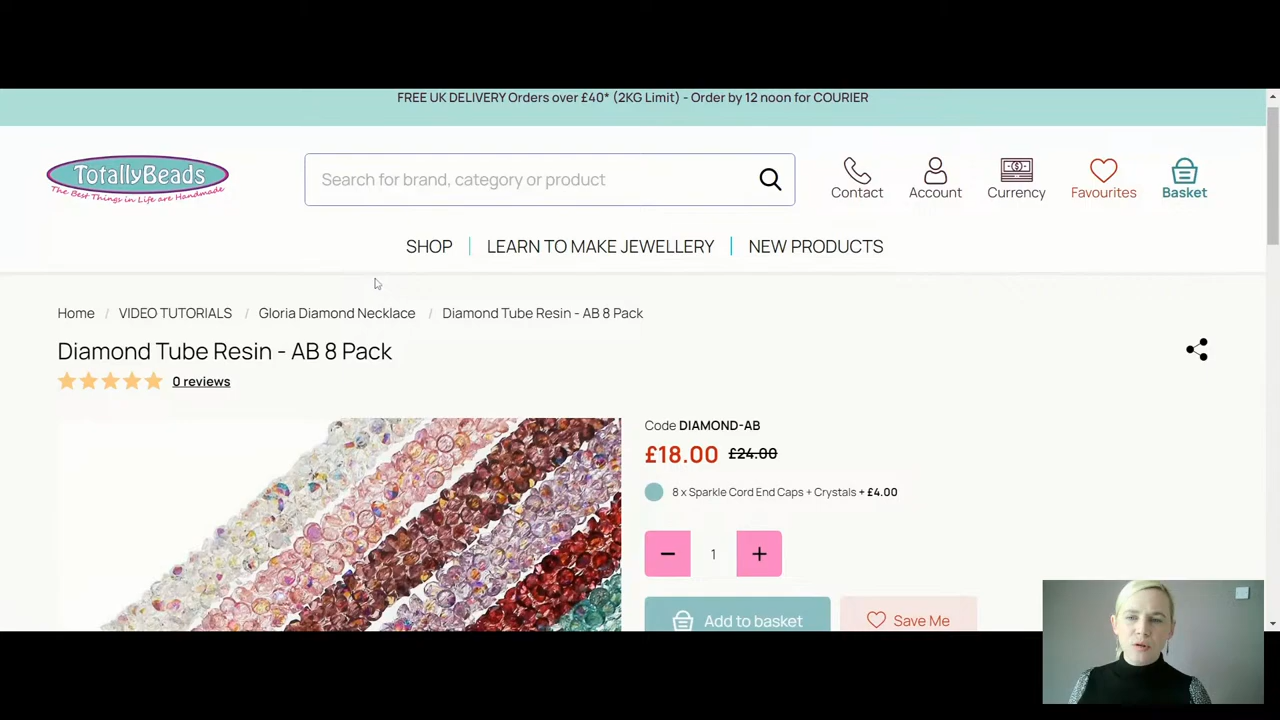 FREE UK DELIVERY Orders over £40* (2KG Limit) - Order by 12 noon for COURIER
TotallyBeads
The Best Things in Life are Handmade
Search for brand, category or product
Contact
Account
Currency
Favourites
Basket
SHOP
LEARN TO MAKE JEWELLERY
NEW PRODUCTS
Home / VIDEO TUTORIALS / Gloria Diamond Necklace / Diamond Tube Resin - AB 8 Pack
Diamond Tube Resin - AB 8 Pack
0 reviews
Code DIAMOND-AB
£18.00 £24.00
8 x Sparkle Cord End Caps + Crystals + £4.00
− 1 +
Add to basket
Save Me